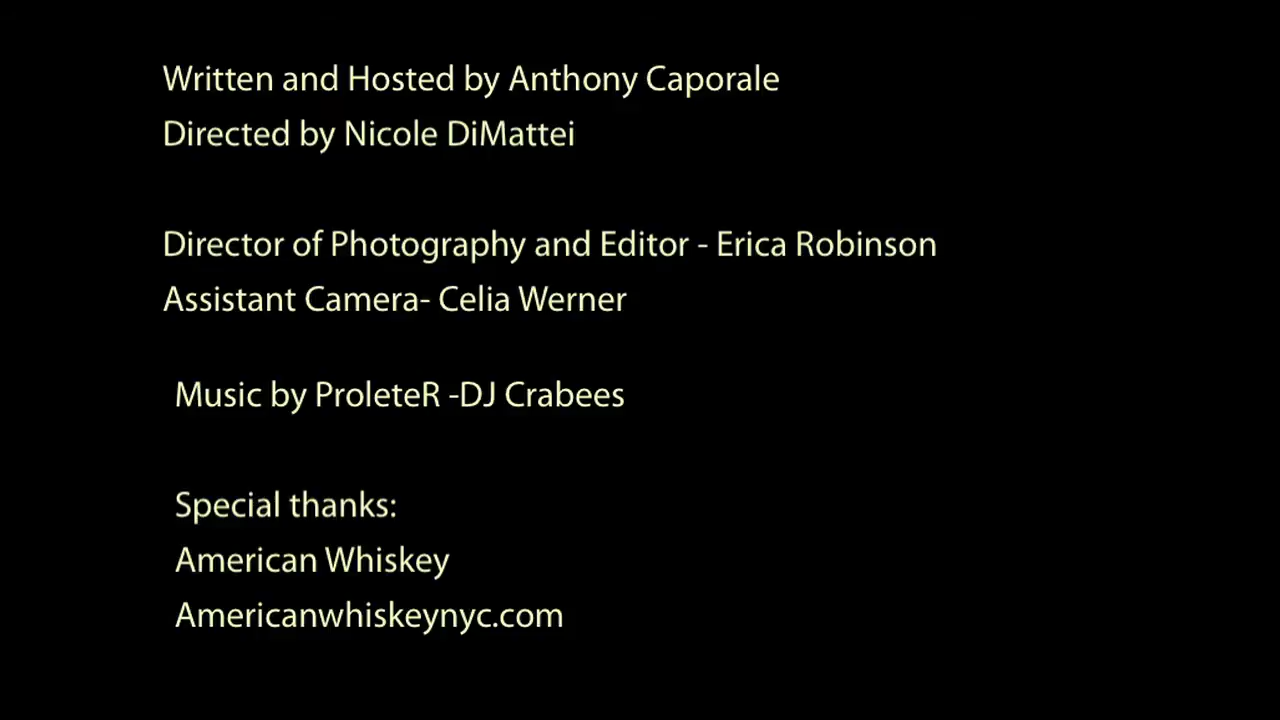 Written and Hosted by Anthony Caporale
Directed by Nicole DiMattei
Director of Photography and Editor - Erica Robinson
Assistant Camera- Celia Werner
Music by ProleteR -DJ Crabees
Special thanks:
American Whiskey
Americanwhiskeynyc.com